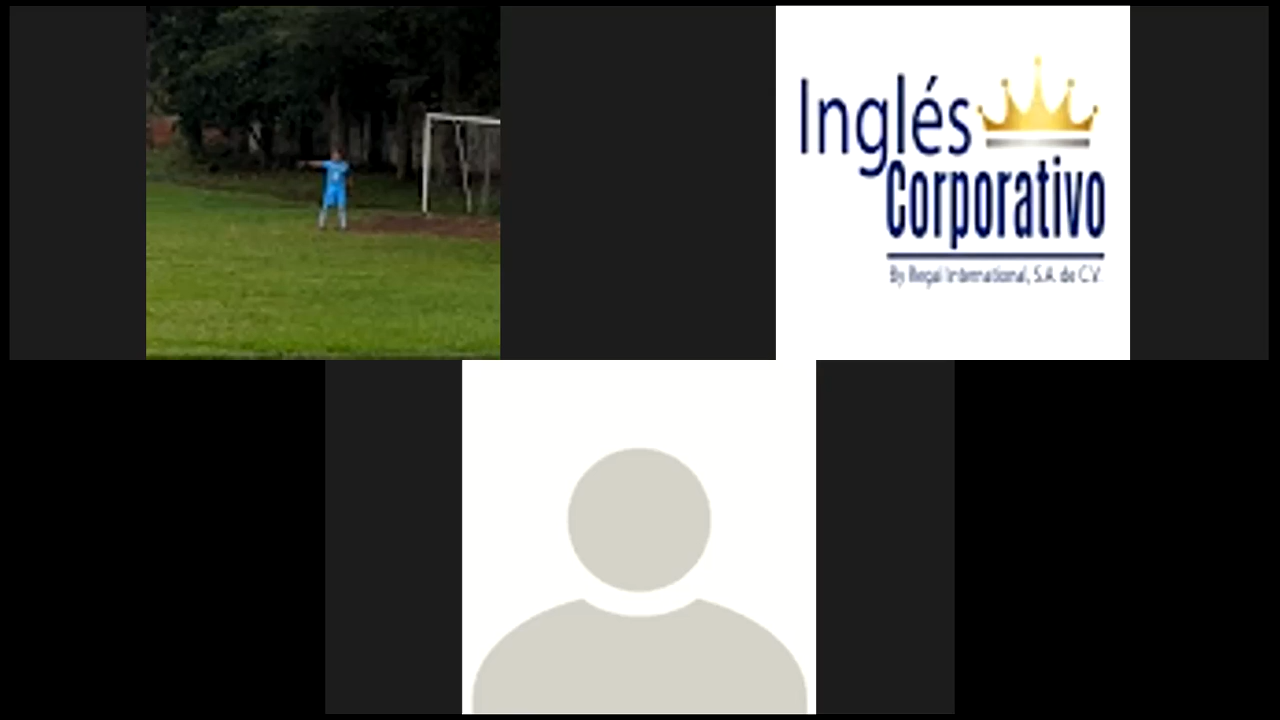 Inglés
Corporativo
By Regal International, S.A. de C.V.